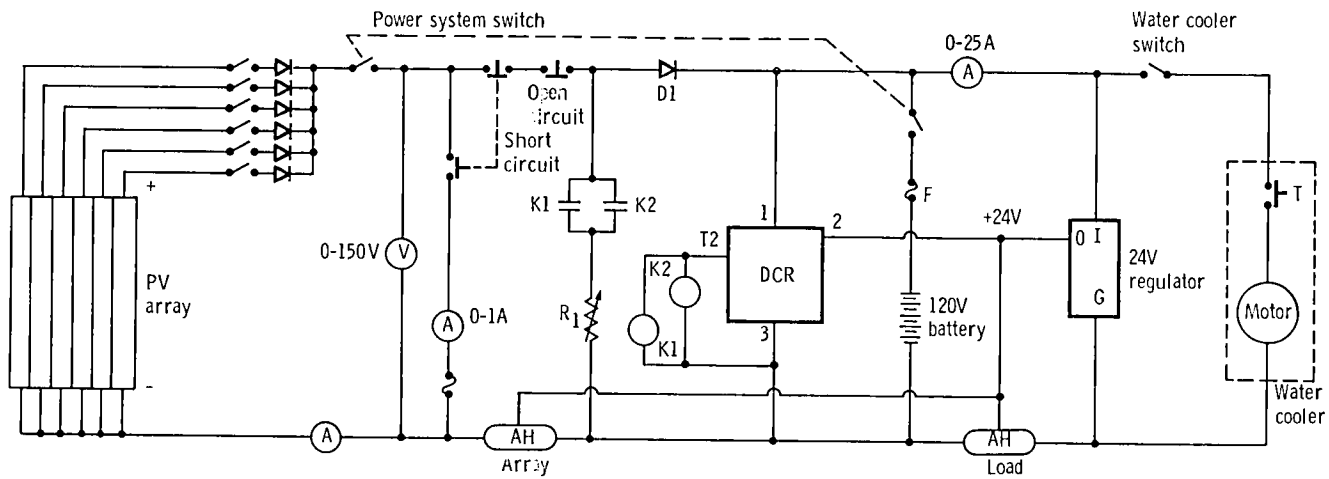 Power system switch
Water cooler
switch
0-25A
A
D1
Open
circuit
Short
circuit
+
K1
K2
F
T
+24V
1
2
0-150V
V
T2
O I
24V
regulator
PV
array
K2
DCR
G
A
0-1A
R1
120V
battery
Motor
K1
3
-
Water
cooler
A
AH
AH
Array
Load